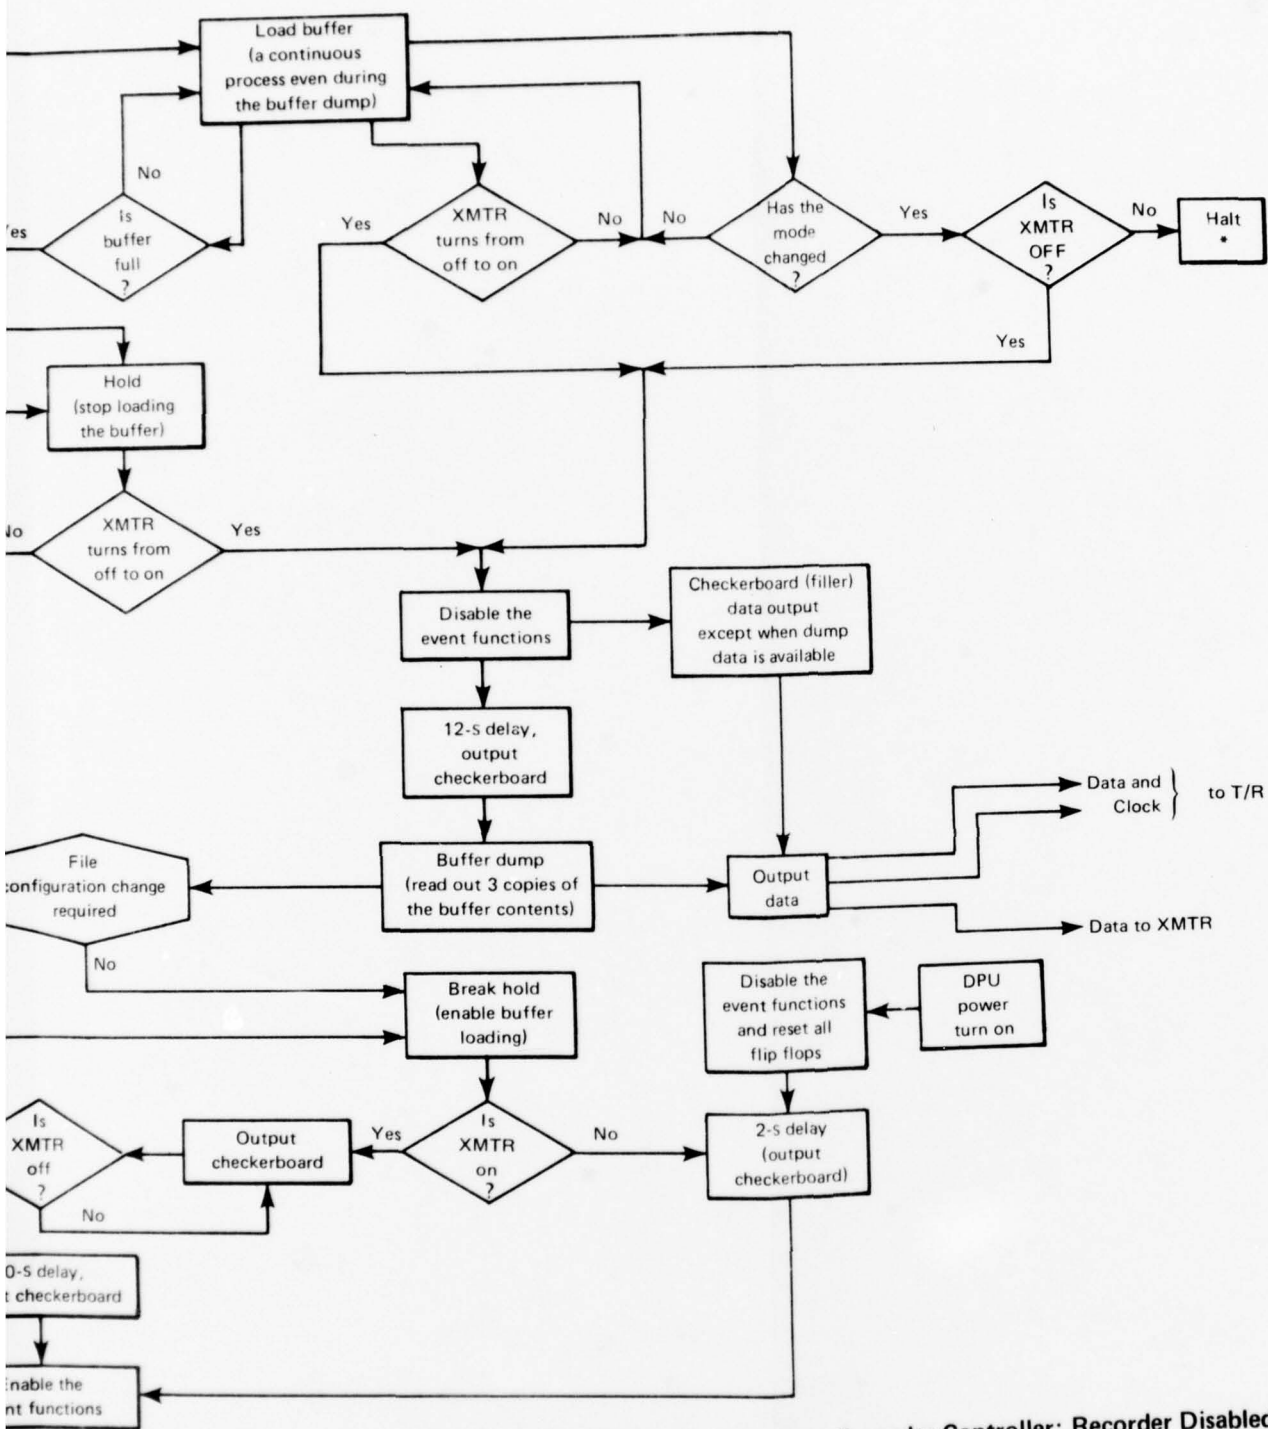 Load buffer
(a continuous
process even during
the buffer dump)
No
Is
buffer
full
?
Yes
XMTR
turns from
off to on
No
No
Has the
mode
changed
?
Yes
Is
XMTR
OFF
?
No
Halt
*
Yes
Hold
(stop loading
the buffer)
XMTR
turns from
off to on
Yes
Disable the
event functions
Checkerboard (filler)
data output
except when dump
data is available
12-S delay,
output
checkerboard
Data and
Clock
to T/R
File
configuration change
required
Buffer dump
(read out 3 copies of
the buffer contents)
Output
data
Data to XMTR
No
Break hold
(enable buffer
loading)
Disable the
event functions
and reset all
flip flops
DPU
power
turn on
Is
XMTR
off
?
No
Output
checkerboard
Yes
Is
XMTR
on
?
No
2-S delay
(output
checkerboard)
0-S delay,
checkerboard
Enable the
functions
Controller: Recorder Disabled